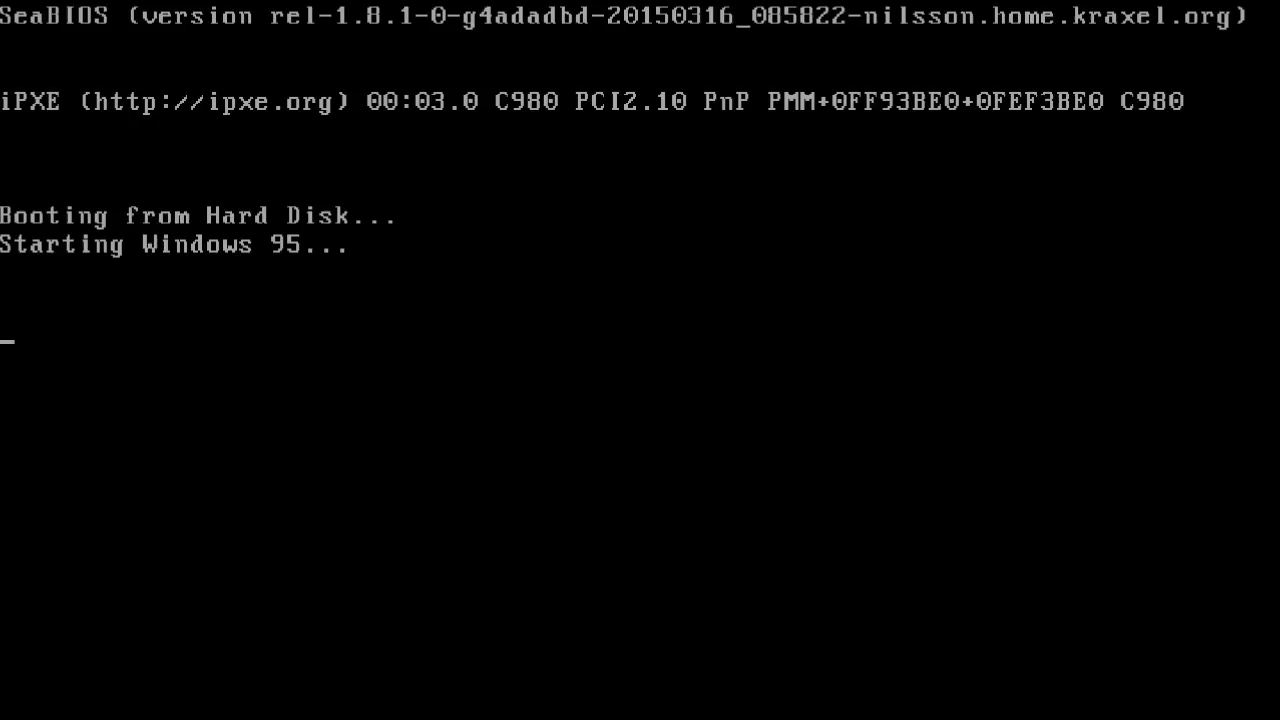 SeaBIOS (version rel-1.8.1-0-g4adadbd-20150316_085822-nilsson.home.kraxel.org)
iPXE (http://ipxe.org) 00:03.0 C980 PCI2.10 PnP PMM+0FF93BE0+0FEF3BE0 C980
Booting from Hard Disk...
Starting Windows 95...